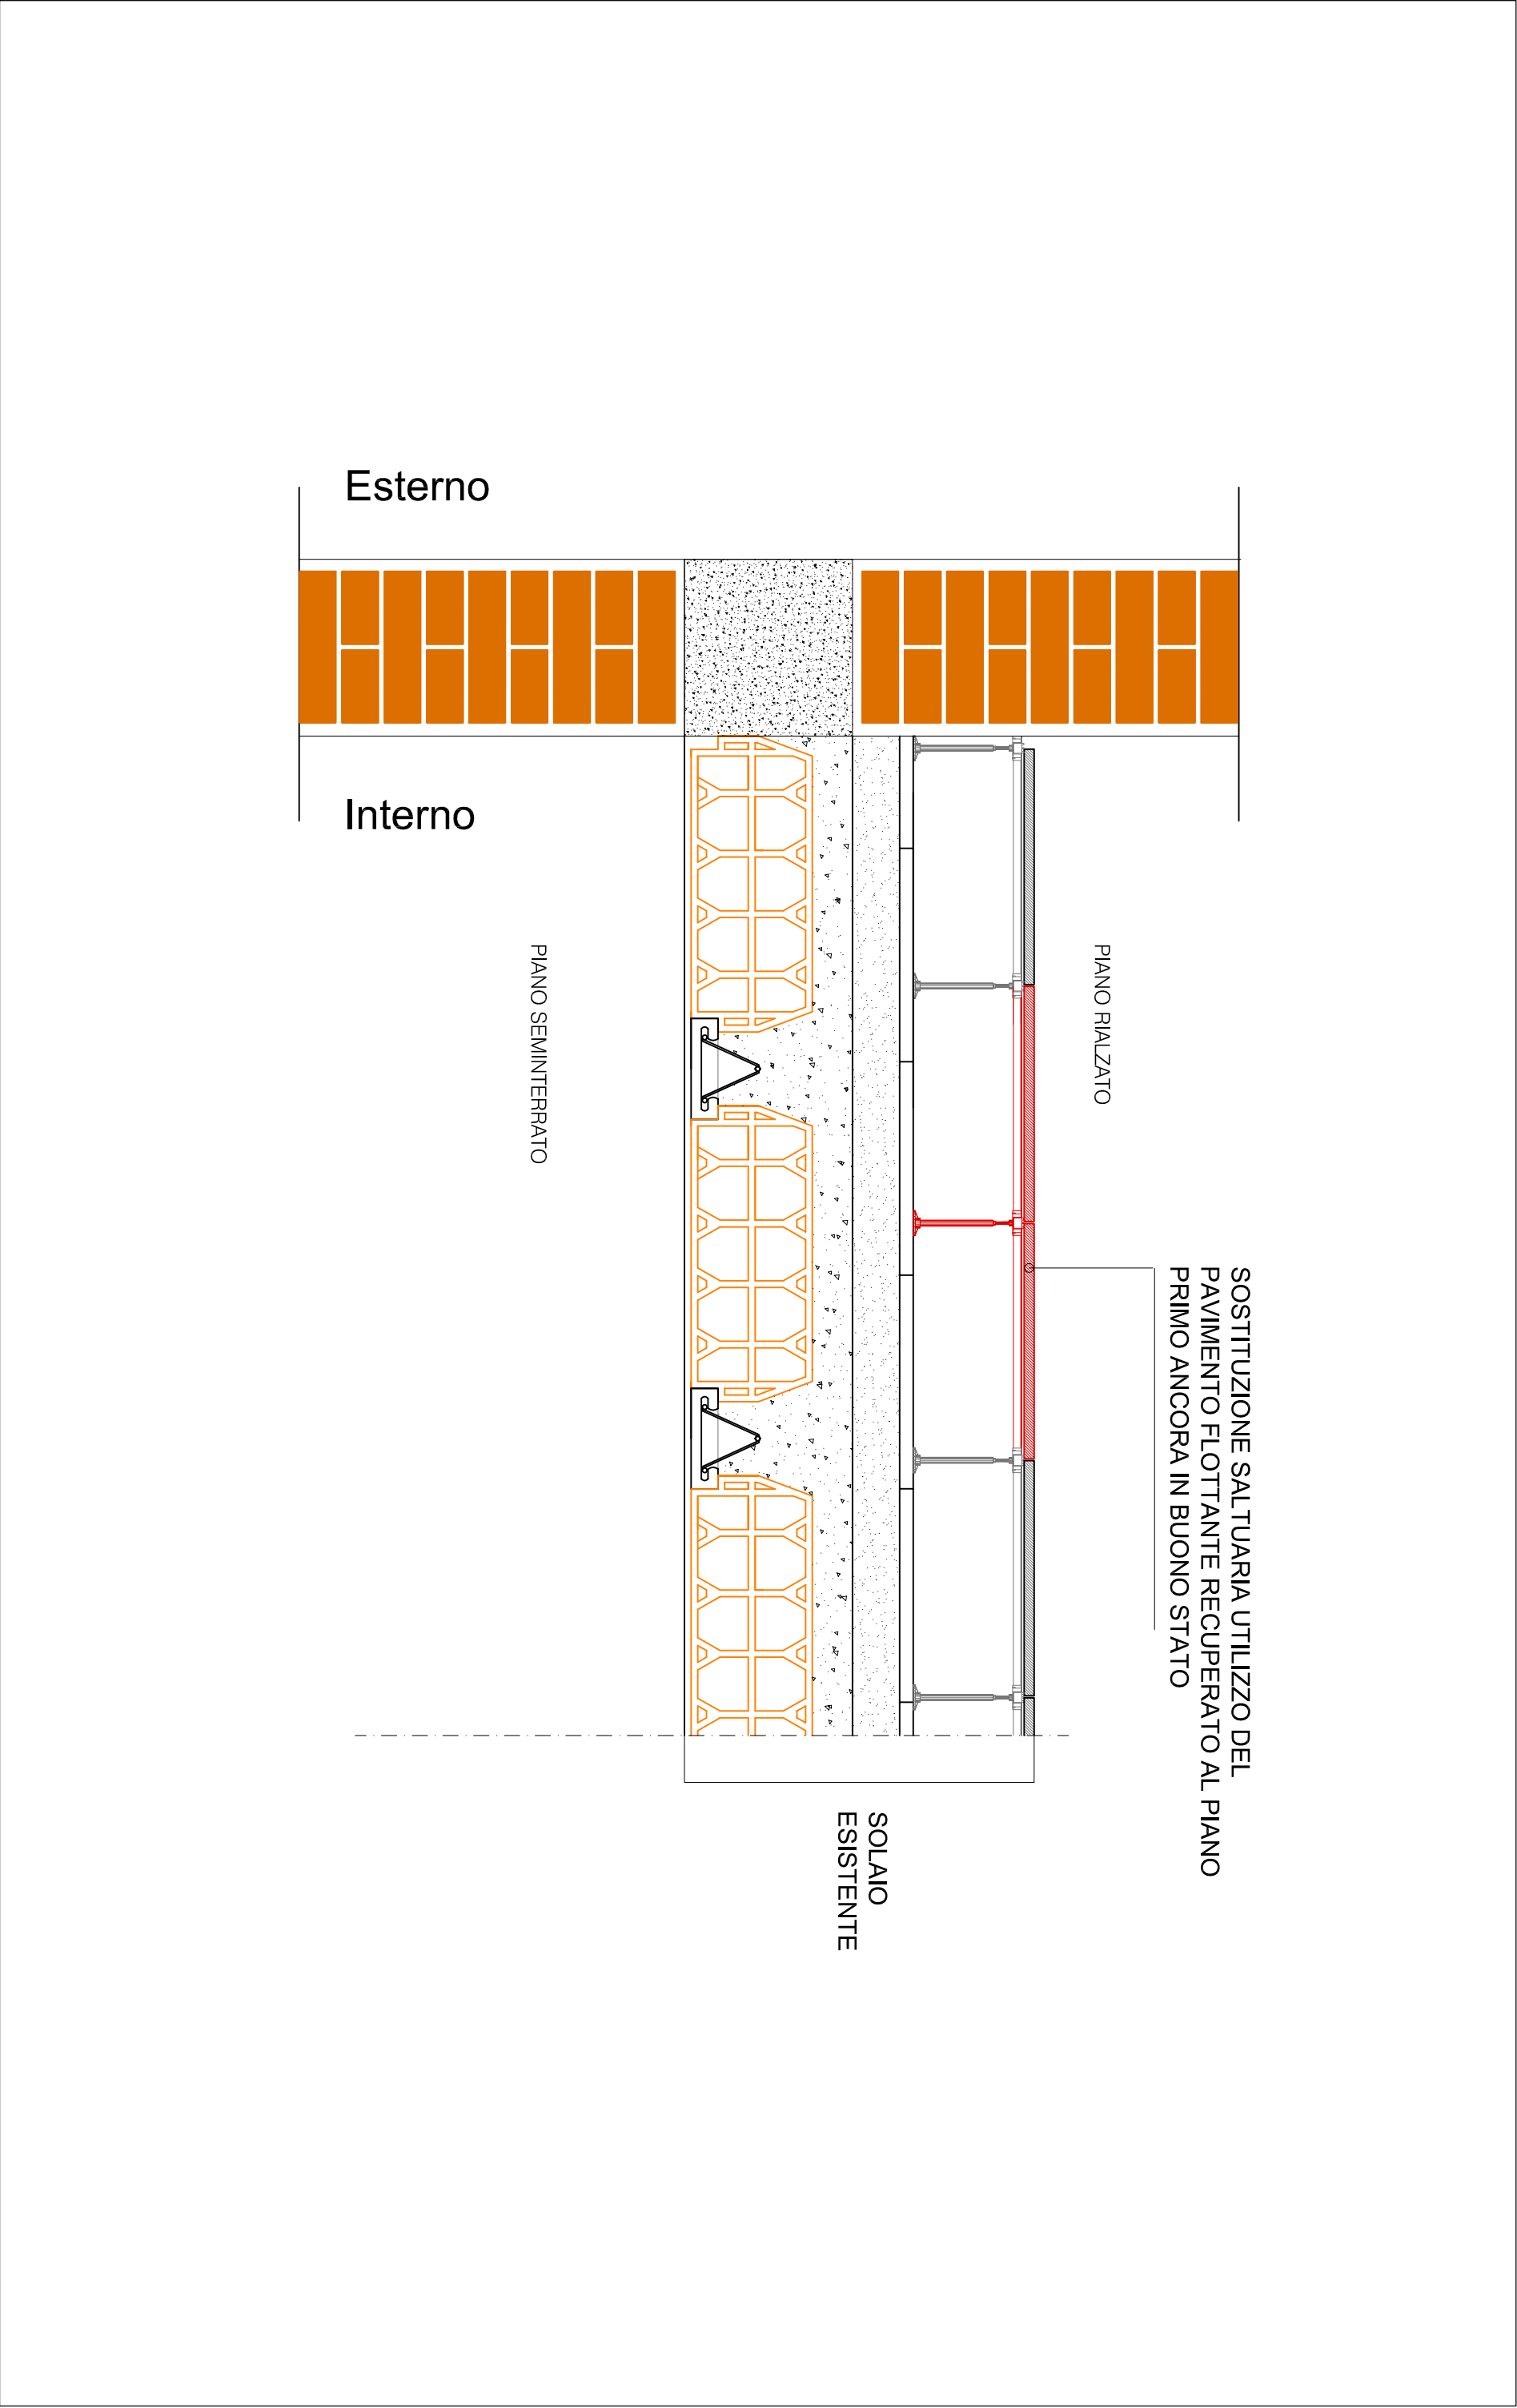 Esterno
Interno
PIANO RIALZATO
PIANO SEMINTERRATO
SOSTITUZIONE SALTUARIA UTILIZZO DEL
PAVIMENTO FLOTTANTE RECUPERATO AL PIANO
PRIMO ANCORA IN BUONO STATO
SOLAIO
ESISTENTE